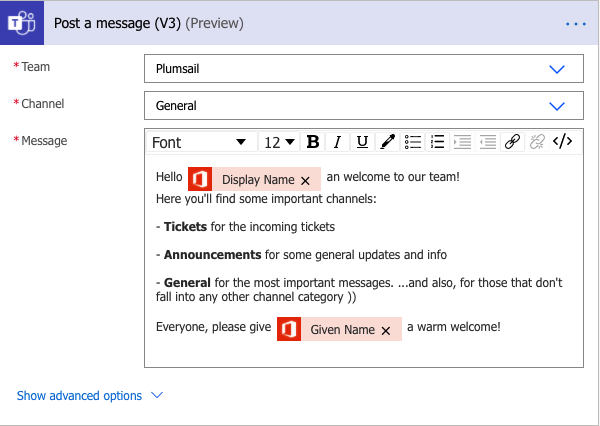 Post a message (V3) (Preview)
* Team
Plumsail
* Channel
General
* Message
Font 12 B I U </>
Hello Display Name × an welcome to our team!
Here you'll find some important channels:
- Tickets for the incoming tickets
- Announcements for some general updates and info
- General for the most important messages. ...and also, for those that don't
fall into any other channel category ))
Everyone, please give Given Name × a warm welcome!
Show advanced options